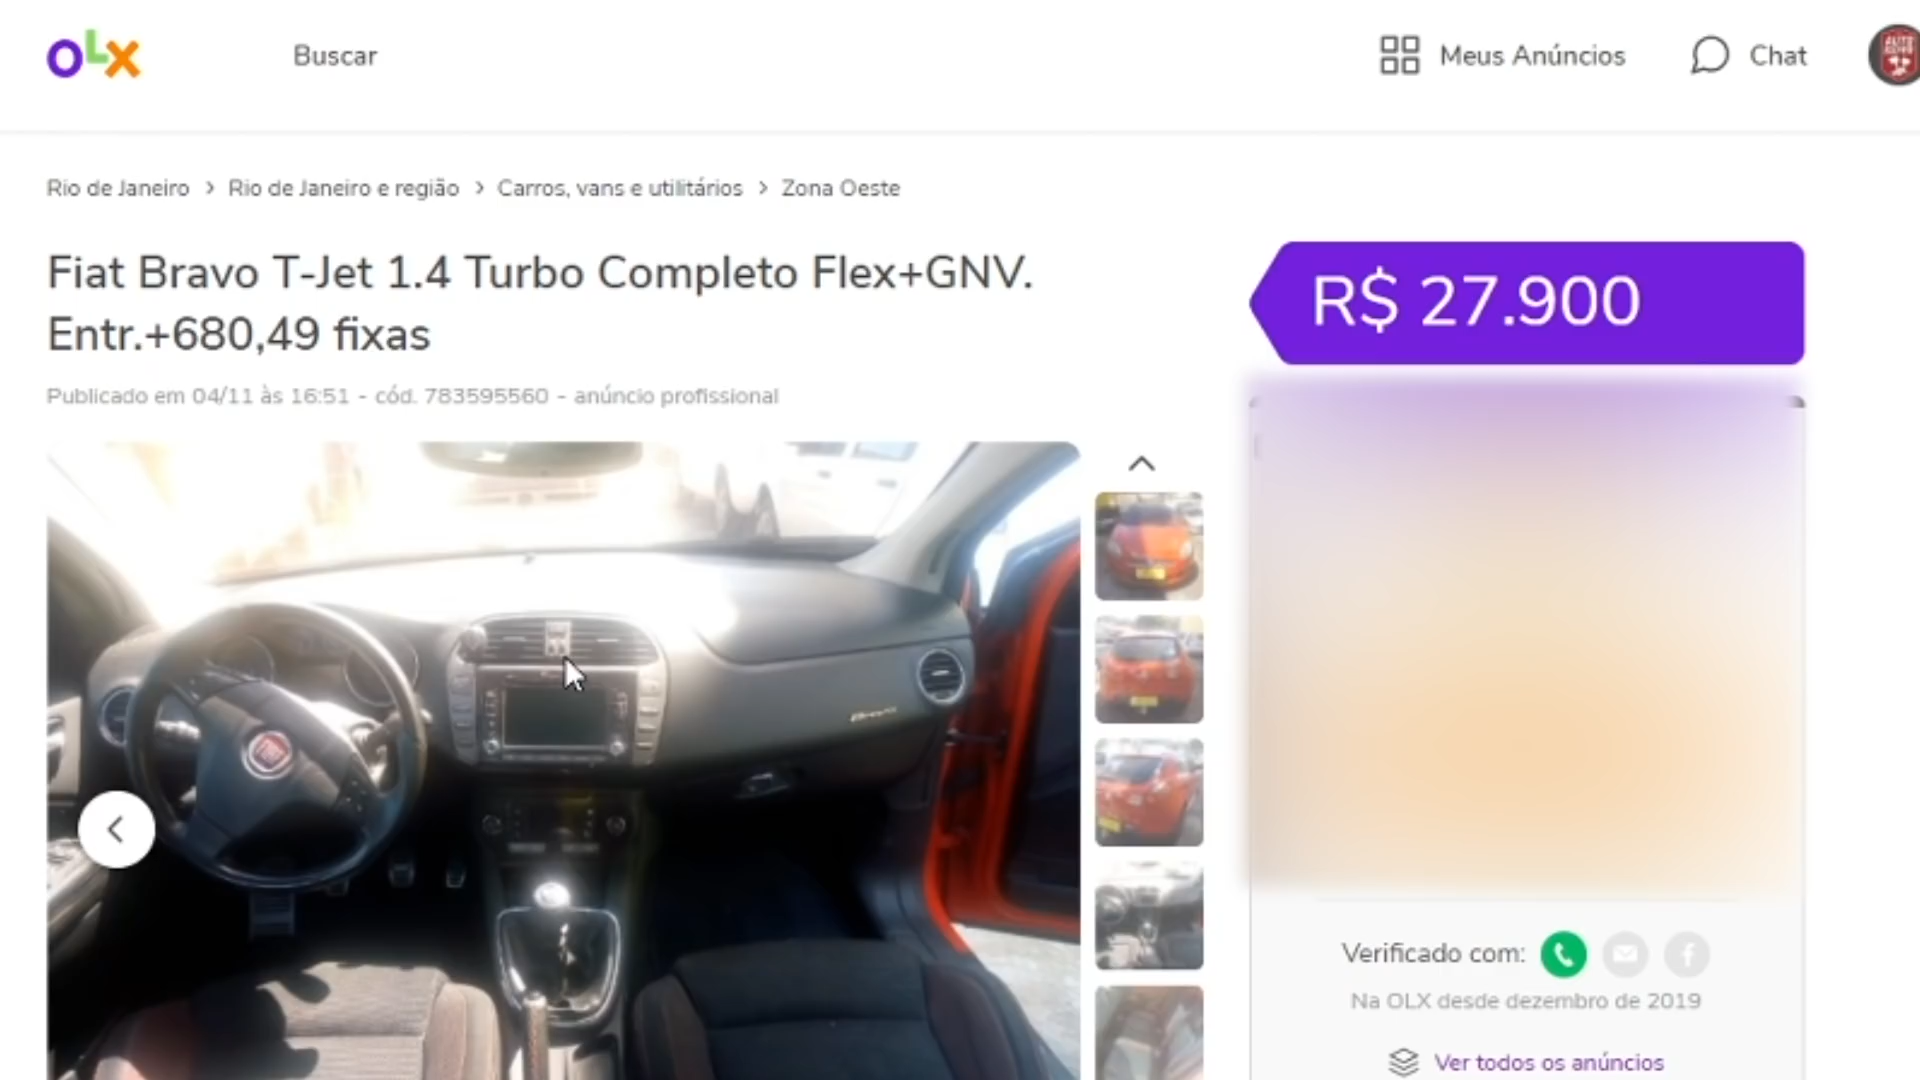 OLX
Buscar
Meus Anúncios
Chat
Rio de Janeiro > Rio de Janeiro e região > Carros, vans e utilitários > Zona Oeste
Fiat Bravo T-Jet 1.4 Turbo Completo Flex+GNV.
Entr.+680,49 fixas
R$ 27.900
Publicado em 04/11 às 16:51 - cód. 783595560 - anúncio profissional
Bravo
FIAT
Verificado com:
Na OLX desde dezembro de 2019
Ver todos os anúncios